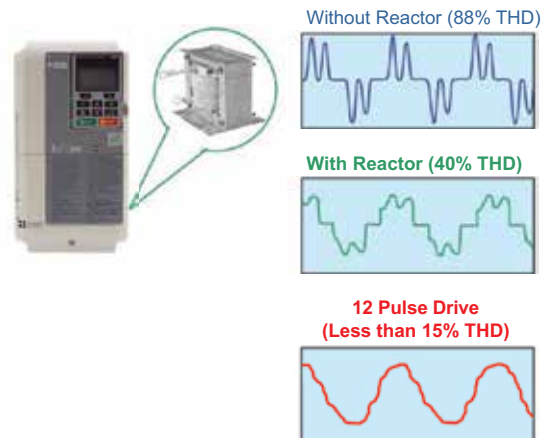 Without Reactor (88% THD)
With Reactor (40% THD)
12 Pulse Drive
(Less than 15% THD)